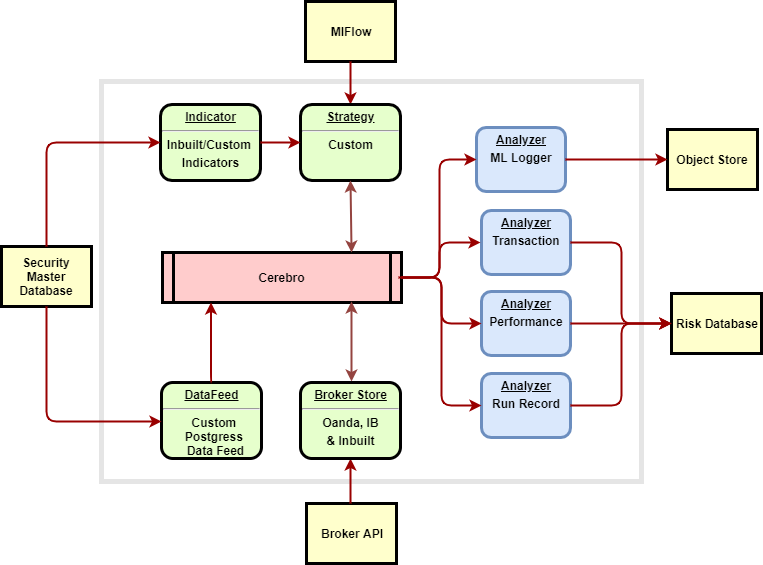 MlFlow
Indicator
Inbuilt/Custom
Indicators
Strategy
Custom
Analyzer
ML Logger
Object Store
Analyzer
Transaction
Security
Master
Database
Cerebro
Analyzer
Performance
Risk Database
DataFeed
Custom
Postgress
Data Feed
Broker Store
Oanda, IB
& Inbuilt
Analyzer
Run Record
Broker API